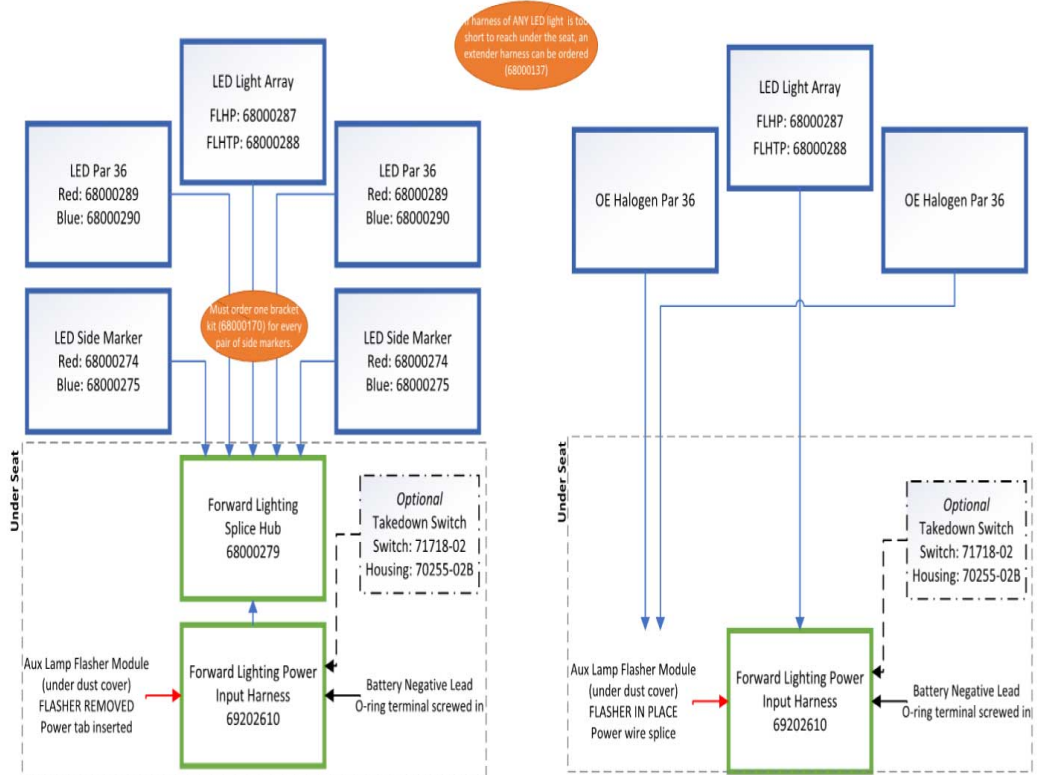 harness of ANY LED light is too
short to reach under the seat, an
extender harness can be ordered
(68000137)
LED Light Array
FLHP: 68000287
FLHTP: 68000288
LED Par 36
Red: 68000289
Blue: 68000290
LED Par 36
Red: 68000289
Blue: 68000290
Must order one bracket
kit (68000170) for every
pair of side markers.
LED Side Marker
Red: 68000274
Blue: 68000275
LED Side Marker
Red: 68000274
Blue: 68000275
Under Seat
Forward Lighting
Splice Hub
68000279
Optional
Takedown Switch
Switch: 71718-02
Housing: 70255-02B
Aux Lamp Flasher Module
(under dust cover)
FLASHER REMOVED
Power tab inserted
Forward Lighting Power
Input Harness
69202610
Battery Negative Lead
O-ring terminal screwed in
LED Light Array
FLHP: 68000287
FLHTP: 68000288
OE Halogen Par 36
OE Halogen Par 36
Under Seat
Optional
Takedown Switch
Switch: 71718-02
Housing: 70255-02B
Aux Lamp Flasher Module
(under dust cover)
FLASHER IN PLACE
Power wire splice
Forward Lighting Power
Input Harness
69202610
Battery Negative Lead
O-ring terminal screwed in